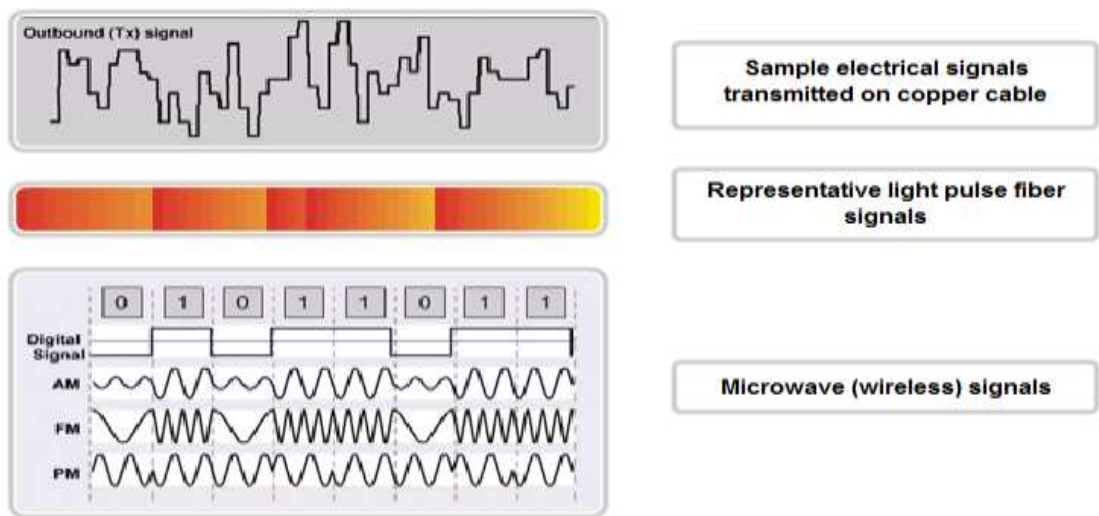 Outbound (Tx) signal
Sample electrical signals
transmitted on copper cable
Representative light pulse fiber
signals
0 1 0 1 1 0 1 1
Digital
Signal
AM
FM
PM
Microwave (wireless) signals